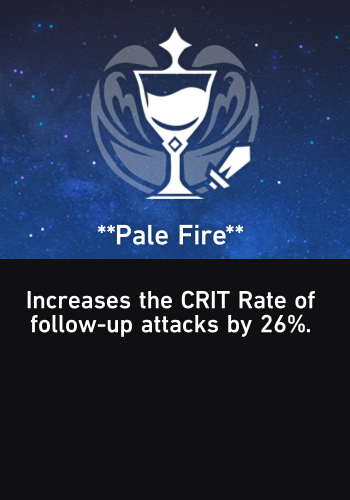 **Pale Fire**
Increases the CRIT Rate of
follow-up attacks by 26%.